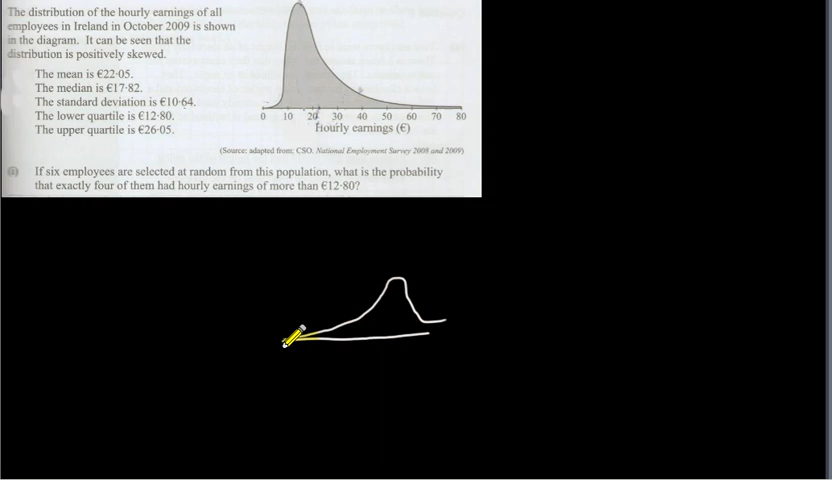 The distribution of the hourly earnings of all
employees in Ireland in October 2009 is shown
in the diagram. It can be seen that the
distribution is positively skewed.
The mean is €22·05.
The median is €17·82.
The standard deviation is €10·64.
The lower quartile is €12·80.
The upper quartile is €26·05.
0 10 20 30 40 50 60 70 80
Hourly earnings (€)
(Source: adapted from: CSO. National Employment Survey 2008 and 2009)
If six employees are selected at random from this population, what is the probability
that exactly four of them had hourly earnings of more than €12·80?